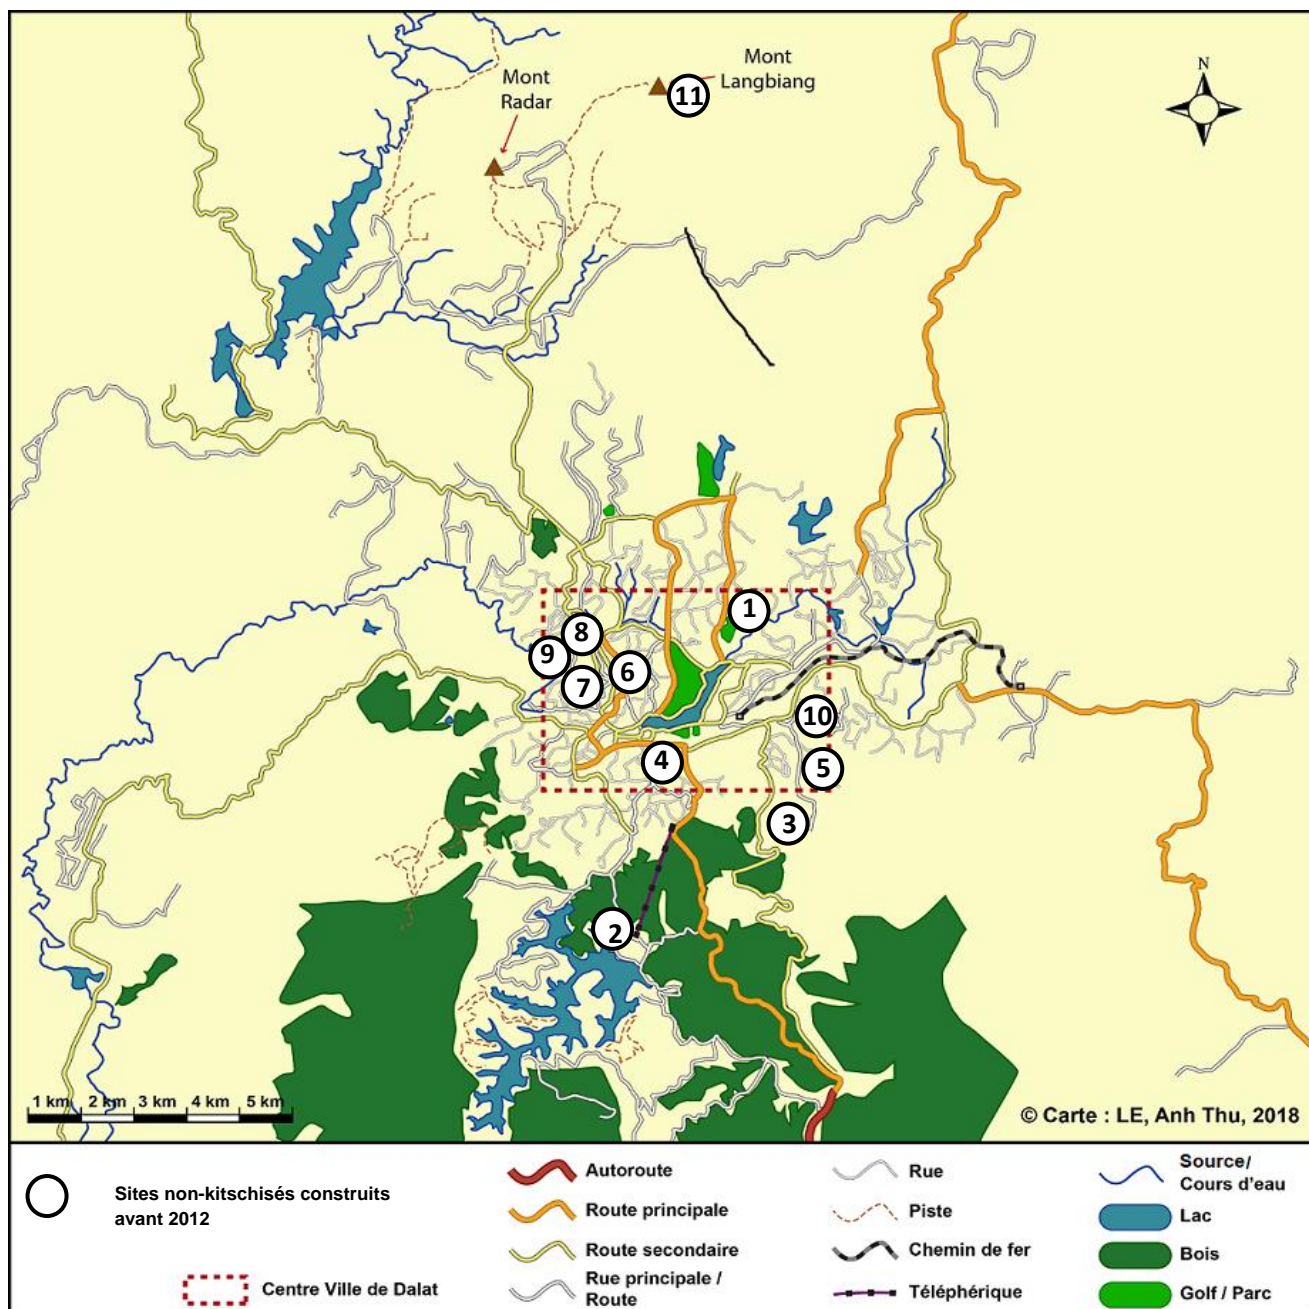 Mont
Langbiang
Mont
Radar
N
11
1
8
9
6
7
10
4
5
3
2
1 km 2 km 3 km 4 km 5 km
© Carte : LE, Anh Thu, 2018
Sites non-kitschisés construits
avant 2012
Centre Ville de Dalat
Autoroute
Route principale
Route secondaire
Rue principale /
Route
Rue
Piste
Chemin de fer
Téléphérique
Source/
Cours d'eau
Lac
Bois
Golf / Parc